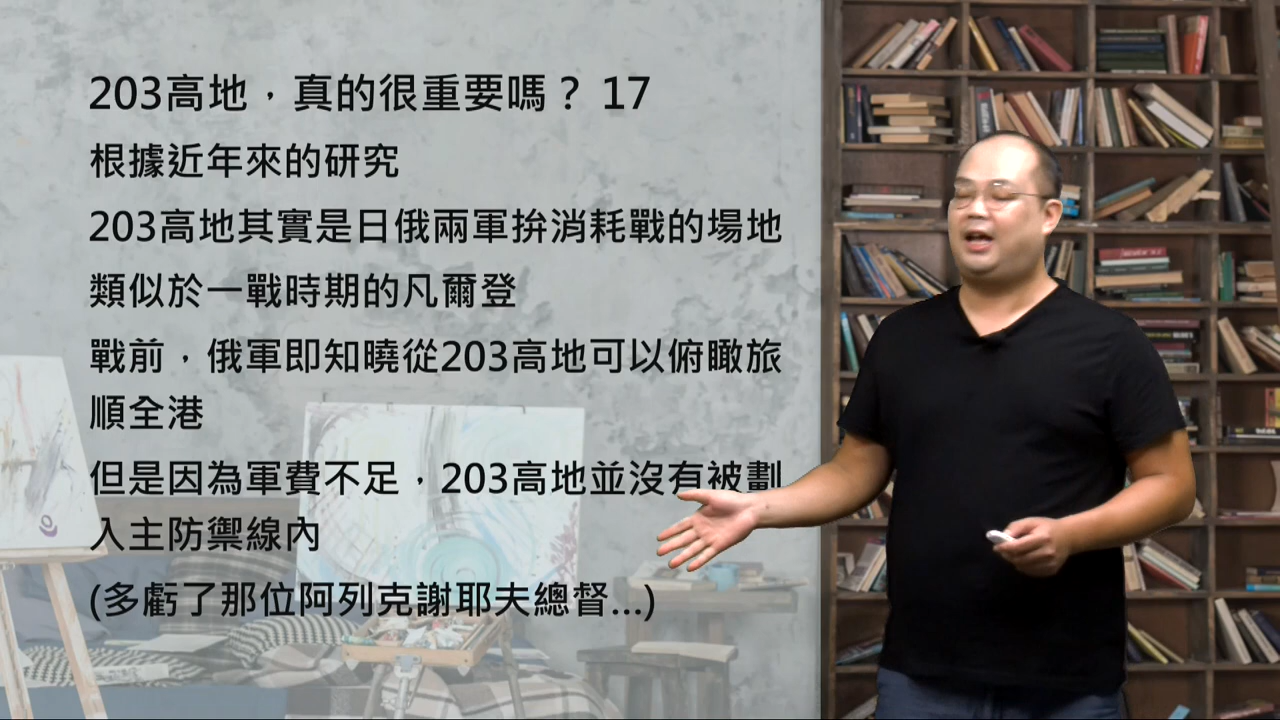 203高地，真的很重要嗎？ 17
根據近年來的研究
203高地其實是日俄兩軍拚消耗戰的場地
類似於一戰時期的凡爾登
戰前，俄軍即知曉從203高地可以俯瞰旅
順全港
但是因為軍費不足，203高地並沒有被劃
入主防禦線內
(多虧了那位阿列克謝耶夫總督...)